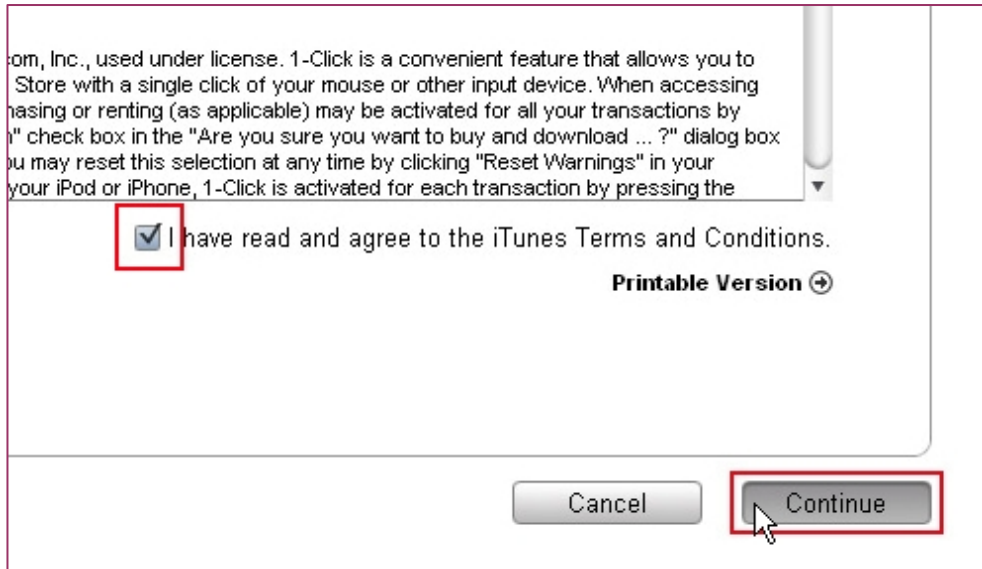 om, Inc., used under license. 1-Click is a convenient feature that allows you to
Store with a single click of your mouse or other input device. When accessing
hasing or renting (as applicable) may be activated for all your transactions by
" check box in the "Are you sure you want to buy and download ... ?" dialog box
ou may reset this selection at any time by clicking "Reset Warnings" in your
your iPod or iPhone, 1-Click is activated for each transaction by pressing the
I have read and agree to the iTunes Terms and Conditions.
Printable Version
Cancel
Continue